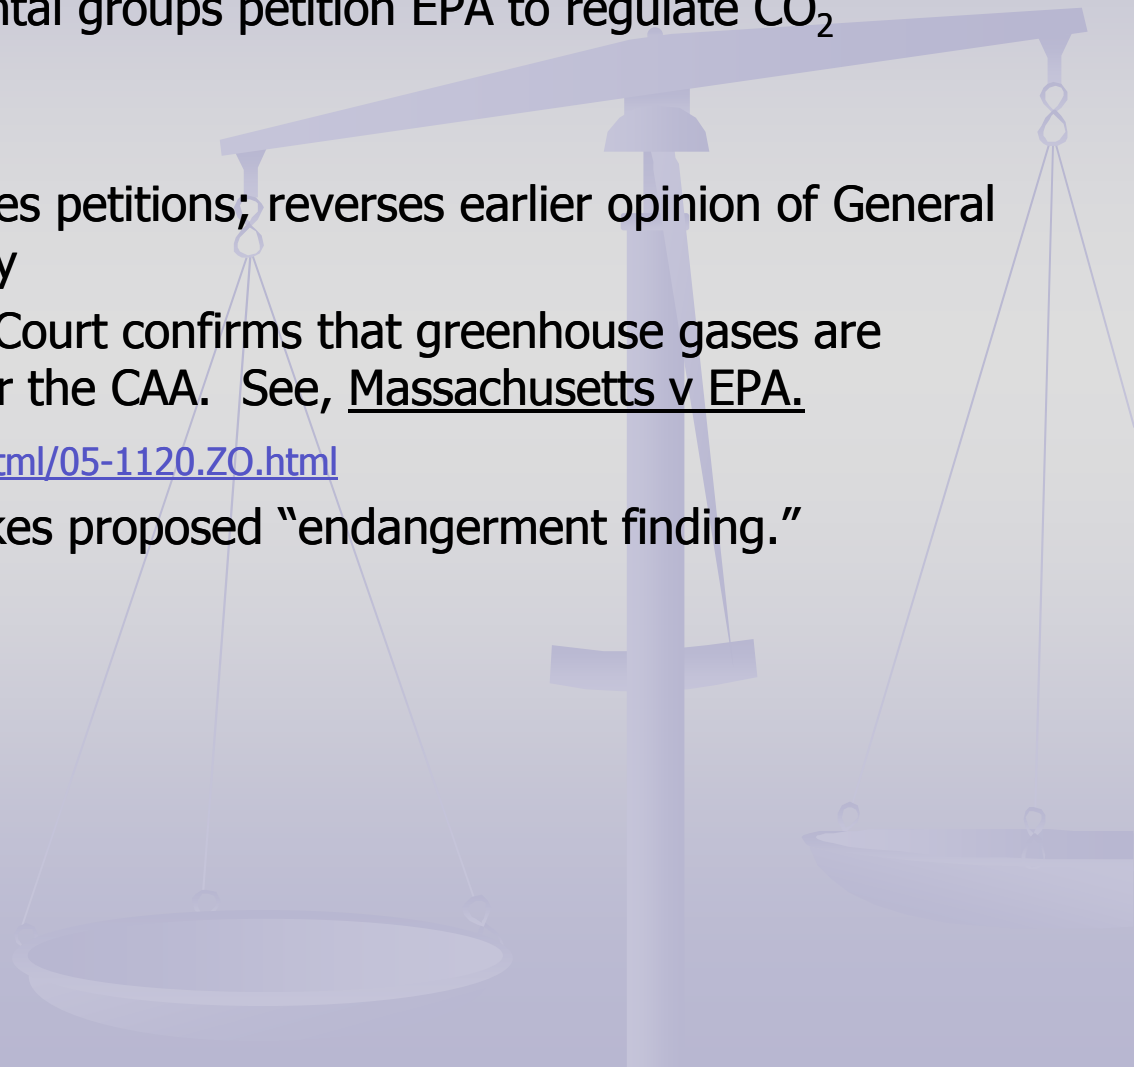 ntal groups petition EPA to regulate CO2
es petitions; reverses earlier opinion of General
y
Court confirms that greenhouse gases are
r the CAA.  See, Massachusetts v EPA.
tml/05-1120.ZO.html
kes proposed “endangerment finding.”